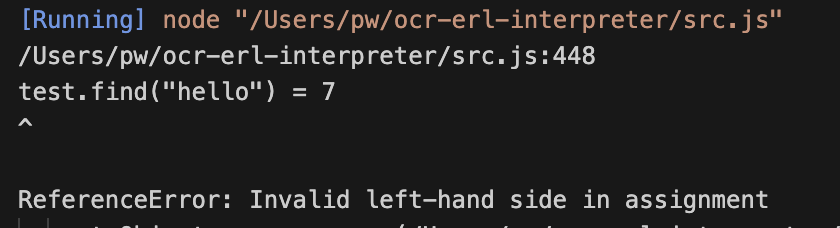 [Running] node "/Users/pw/ocr-erl-interpreter/src.js"
/Users/pw/ocr-erl-interpreter/src.js:448
test.find("hello") = 7
^
ReferenceError: Invalid left-hand side in assignment